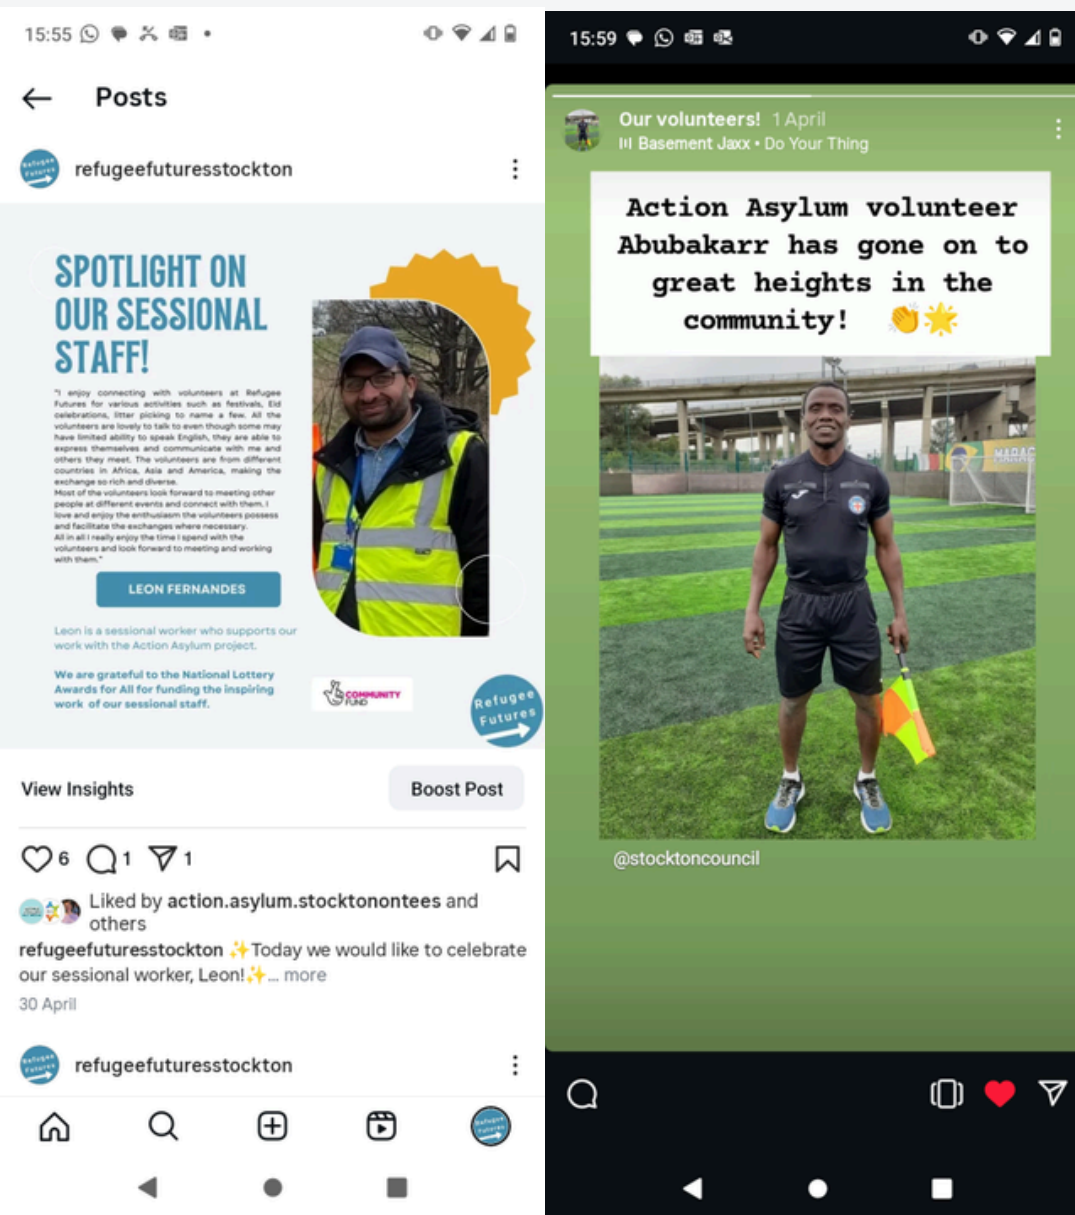 15:55
Posts
refugeefuturesstockton
SPOTLIGHT ON
OUR SESSIONAL
STAFF!
"I enjoy connecting with volunteers at Refugee
Futures for various activities such as festivals, Eid
celebrations, litter picking to name a few. All the
volunteers are lovely to talk to even though some may
have limited ability to speak English, they are able to
express themselves and communicate with me and
others they meet. The volunteers are from different
countries in Africa, Asia and America, making the
exchange so rich and diverse.
Most of the volunteers look forward to meeting other
people at different events and connect with them. I
love and enjoy the enthusiasm the volunteers possess
and facilitate the exchanges where necessary.
All in all I really enjoy the time I spend with the
volunteers and look forward to meeting and working
with them."
LEON FERNANDES
Leon is a sessional worker who supports our
work with the Action Asylum project.
We are grateful to the National Lottery
Awards for All for funding the inspiring
work of our sessional staff.
COMMUNITY
FUND
Refugee
Futures
View Insights
Boost Post
6 1 1
Liked by action.asylum.stocktonontees and
others
refugeefuturesstockton ✨Today we would like to celebrate
our sessional worker, Leon!✨... more
30 April
Refugee
Futures
refugeefuturesstockton
15:59
Our volunteers! 1 April
Basement Jaxx • Do Your Thing
Action Asylum volunteer
Abubakarr has gone on to
great heights in the
community! 👏🌟
@stocktoncouncil